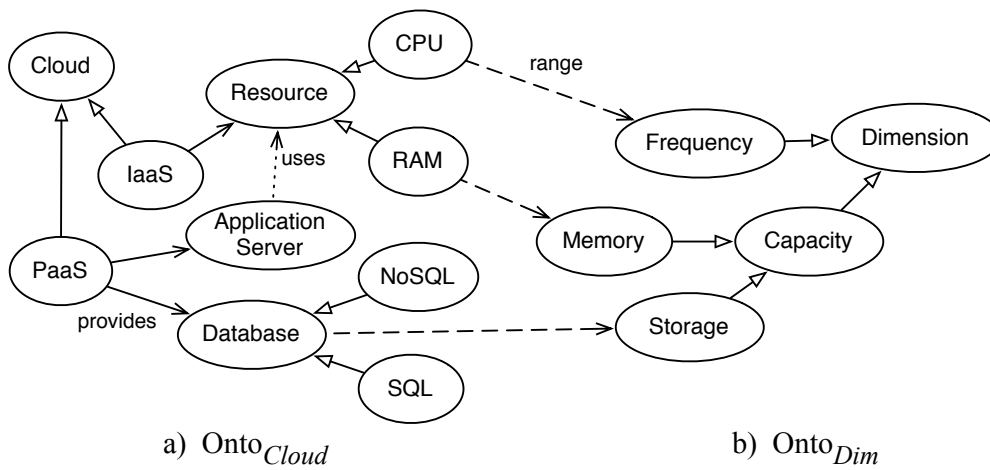 CPU
Cloud
range
Resource
Frequency
Dimension
uses
RAM
IaaS
Application
Server
Memory
Capacity
PaaS
NoSQL
provides
Database
Storage
SQL
a) Onto_Cloud
b) Onto_Dim